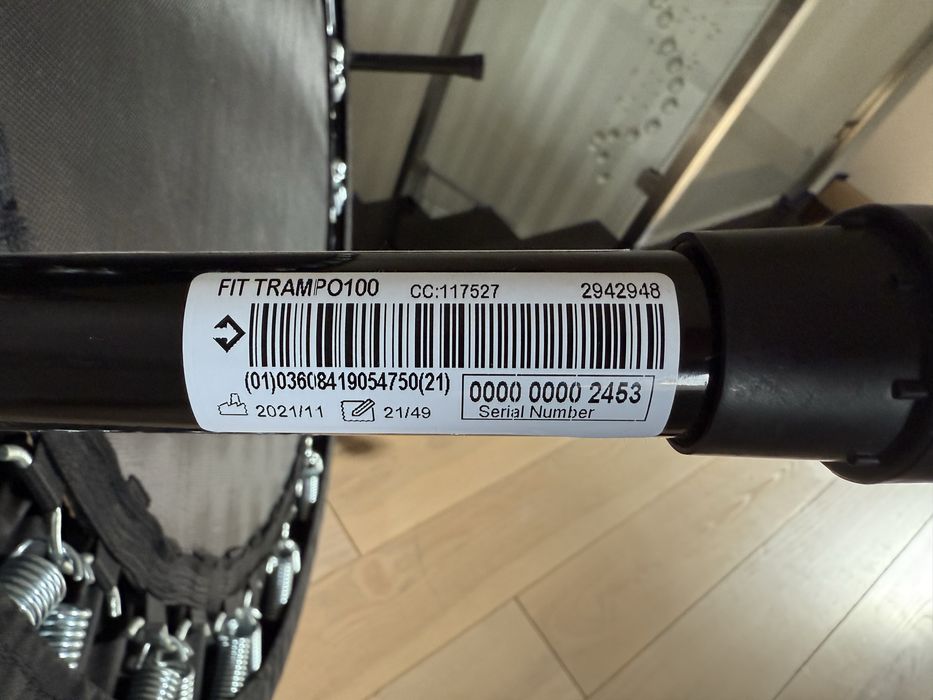 FIT TRAMPO100 CC:117527 2942948
(01)03608419054750(21)
0000 0000 2453
Serial Number
2021/11 21/49